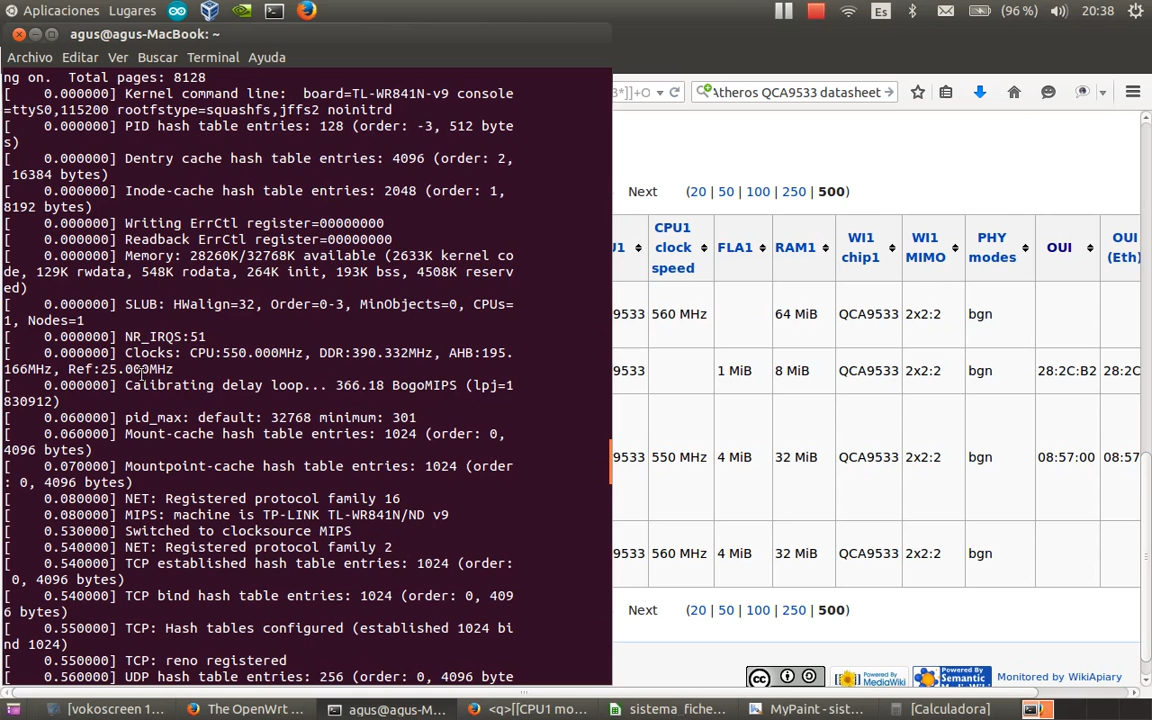 Aplicaciones Lugares Es (96 %) 20:38
agus@agus-MacBook: ~
Archivo Editar Ver Buscar Terminal Ayuda
ng on.  Total pages: 8128
[    0.000000] Kernel command line:  board=TL-WR841N-v9 console
=ttyS0,115200 rootfstype=squashfs,jffs2 noinitrd
[    0.000000] PID hash table entries: 128 (order: -3, 512 byte
s)
[    0.000000] Dentry cache hash table entries: 4096 (order: 2,
 16384 bytes)
[    0.000000] Inode-cache hash table entries: 2048 (order: 1,
8192 bytes)
[    0.000000] Writing ErrCtl register=00000000
[    0.000000] Readback ErrCtl register=00000000
[    0.000000] Memory: 28260K/32768K available (2633K kernel co
de, 129K rwdata, 548K rodata, 264K init, 193K bss, 4508K reserv
ed)
[    0.000000] SLUB: HWalign=32, Order=0-3, MinObjects=0, CPUs=
1, Nodes=1
[    0.000000] NR_IRQS:51
[    0.000000] Clocks: CPU:550.000MHz, DDR:390.332MHz, AHB:195.
166MHz, Ref:25.000MHz
[    0.000000] Calibrating delay loop... 366.18 BogoMIPS (lpj=1
830912)
[    0.060000] pid_max: default: 32768 minimum: 301
[    0.060000] Mount-cache hash table entries: 1024 (order: 0,
4096 bytes)
[    0.070000] Mountpoint-cache hash table entries: 1024 (order
: 0, 4096 bytes)
[    0.080000] NET: Registered protocol family 16
[    0.080000] MIPS: machine is TP-LINK TL-WR841N/ND v9
[    0.530000] Switched to clocksource MIPS
[    0.540000] NET: Registered protocol family 2
[    0.540000] TCP established hash table entries: 1024 (order:
 0, 4096 bytes)
[    0.540000] TCP bind hash table entries: 1024 (order: 0, 409
6 bytes)
[    0.550000] TCP: Hash tables configured (established 1024 bi
nd 1024)
[    0.550000] TCP: reno registered
[    0.560000] UDP hash table entries: 256 (order: 0, 4096 byte
3*]]+O Atheros QCA9533 datasheet
Next (20 | 50 | 100 | 250 | 500)
U1 CPU1 clock speed FLA1 RAM1 WI1 chip1 WI1 MIMO PHY modes OUI OUI (Eth)
9533 560 MHz 64 MiB QCA9533 2x2:2 bgn
9533 1 MiB 8 MiB QCA9533 2x2:2 bgn 28:2C:B2 28:2C
9533 550 MHz 4 MiB 32 MiB QCA9533 2x2:2 bgn 08:57:00 08:57
9533 560 MHz 4 MiB 32 MiB QCA9533 2x2:2 bgn
Next (20 | 50 | 100 | 250 | 500)
cc Powered By MediaWiki Powered By Semantic MediaWiki Monitored by WikiApiary
[vokoscreen 1... The OpenWrt ... agus@agus-M... <q>[[CPU1 mo... sistema_fiche... MyPaint - sist... [Calculadora]